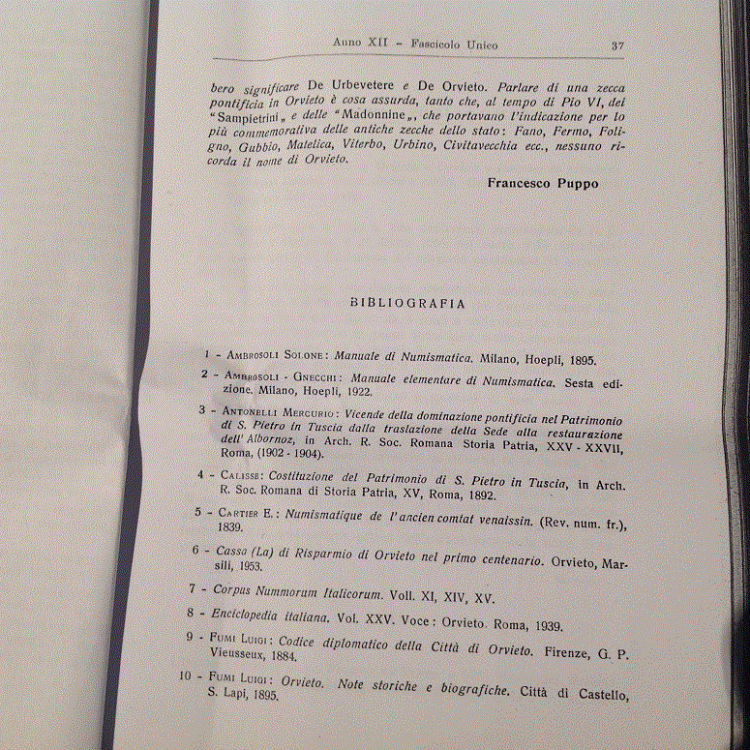 Anno XII - Fascicolo Unico 37
bero significare De Urbevetere e De Orvieto. Parlare di una zecca
pontificia in Orvieto è cosa assurda, tanto che, al tempo di Pio VI, dei
"Sampietrini„ e delle "Madonnine„, che portavano l'indicazione per lo
più commemorativa delle antiche zecche dello stato: Fano, Fermo, Foli-
gno, Gubbio, Matelica, Viterbo, Urbino, Civitavecchia ecc., nessuno ri-
corda il nome di Orvieto.
Francesco Puppo
BIBLIOGRAFIA
1 - Ambrosoli Solone: Manuale di Numismatica. Milano, Hoepli, 1895.
2 - Ambrosoli - Gnecchi: Manuale elementare di Numismatica. Sesta edi-
zione. Milano, Hoepli, 1922.
3 - Antonelli Mercurio: Vicende della dominazione pontificia nel Patrimonio
di S. Pietro in Tuscia dalla traslazione della Sede alla restaurazione
dell'Albornoz, in Arch. R. Soc. Romana Storia Patria, XXV - XXVII,
Roma, (1902 - 1904).
4 - Calisse: Costituzione del Patrimonio di S. Pietro in Tuscia, in Arch.
R. Soc. Romana di Storia Patria, XV, Roma, 1892.
5 - Cartier E.: Numismatique de l'ancien comtat venaissin. (Rev. num. fr.),
1839.
6 - Cassa (La) di Risparmio di Orvieto nel primo centenario. Orvieto, Mar-
sili, 1953.
7 - Corpus Nummorum Italicorum. Voll. XI, XIV, XV.
8 - Enciclopedia italiana. Vol. XXV. Voce: Orvieto. Roma, 1939.
9 - Fumi Luigi: Codice diplomatico della Città di Orvieto. Firenze, G. P.
Vieusseux, 1884.
10 - Fumi Luigi: Orvieto. Note storiche e biografiche. Città di Castello,
S. Lapi, 1895.